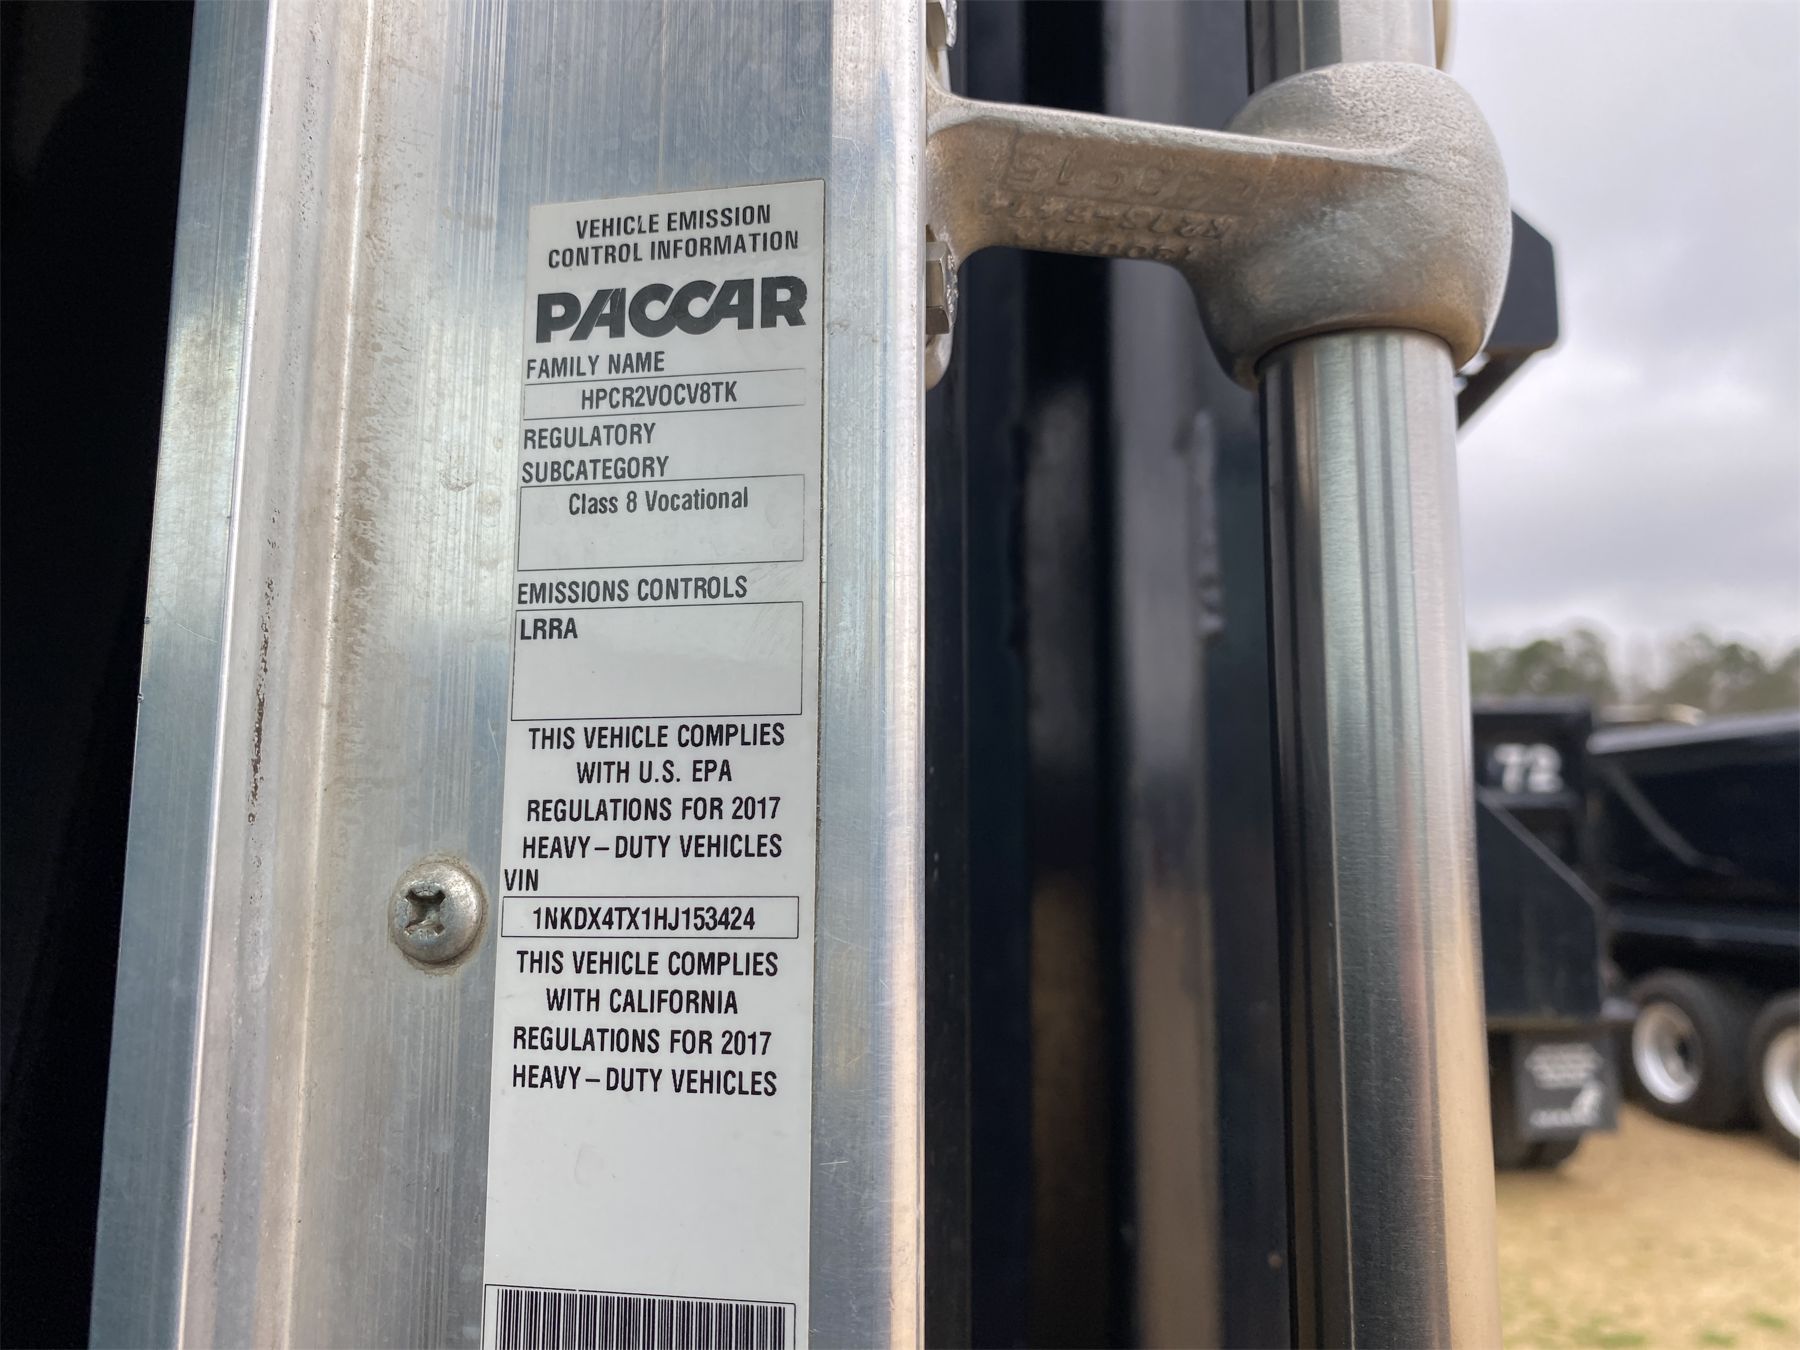 VEHICLE EMISSION
CONTROL INFORMATION
PACCAR
FAMILY NAME
HPCR2VOCV8TK
REGULATORY
SUBCATEGORY
Class 8 Vocational
EMISSIONS CONTROLS
LRRA
THIS VEHICLE COMPLIES
WITH U.S. EPA
REGULATIONS FOR 2017
HEAVY-DUTY VEHICLES
VIN
1NKDX4TX1HJ153424
THIS VEHICLE COMPLIES
WITH CALIFORNIA
REGULATIONS FOR 2017
HEAVY-DUTY VEHICLES
72